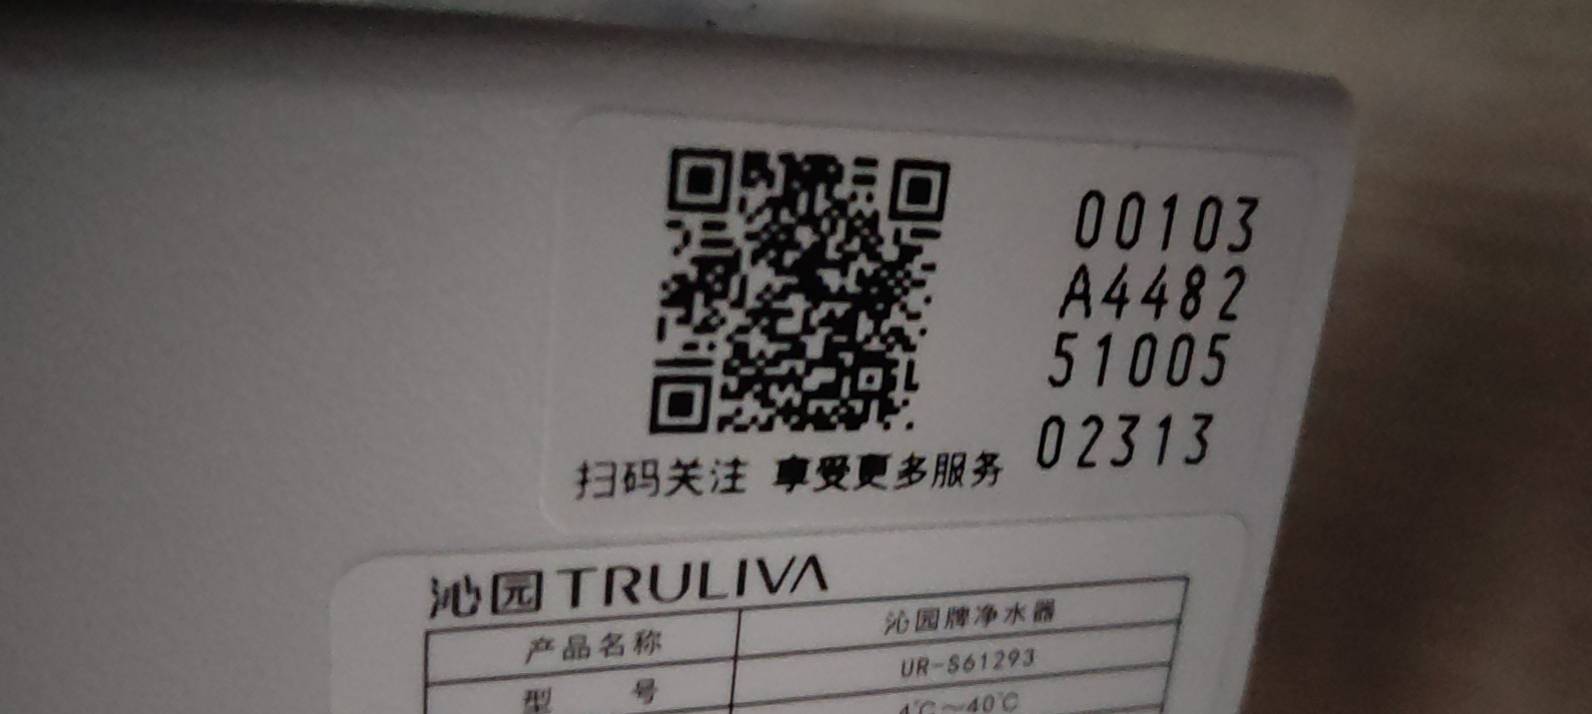 00103
A4482
51005
02313
扫码关注 享受更多服务
沁园 TRULIVA
产品名称 沁园牌净水器
型 号 UR-S61293
4℃~40℃